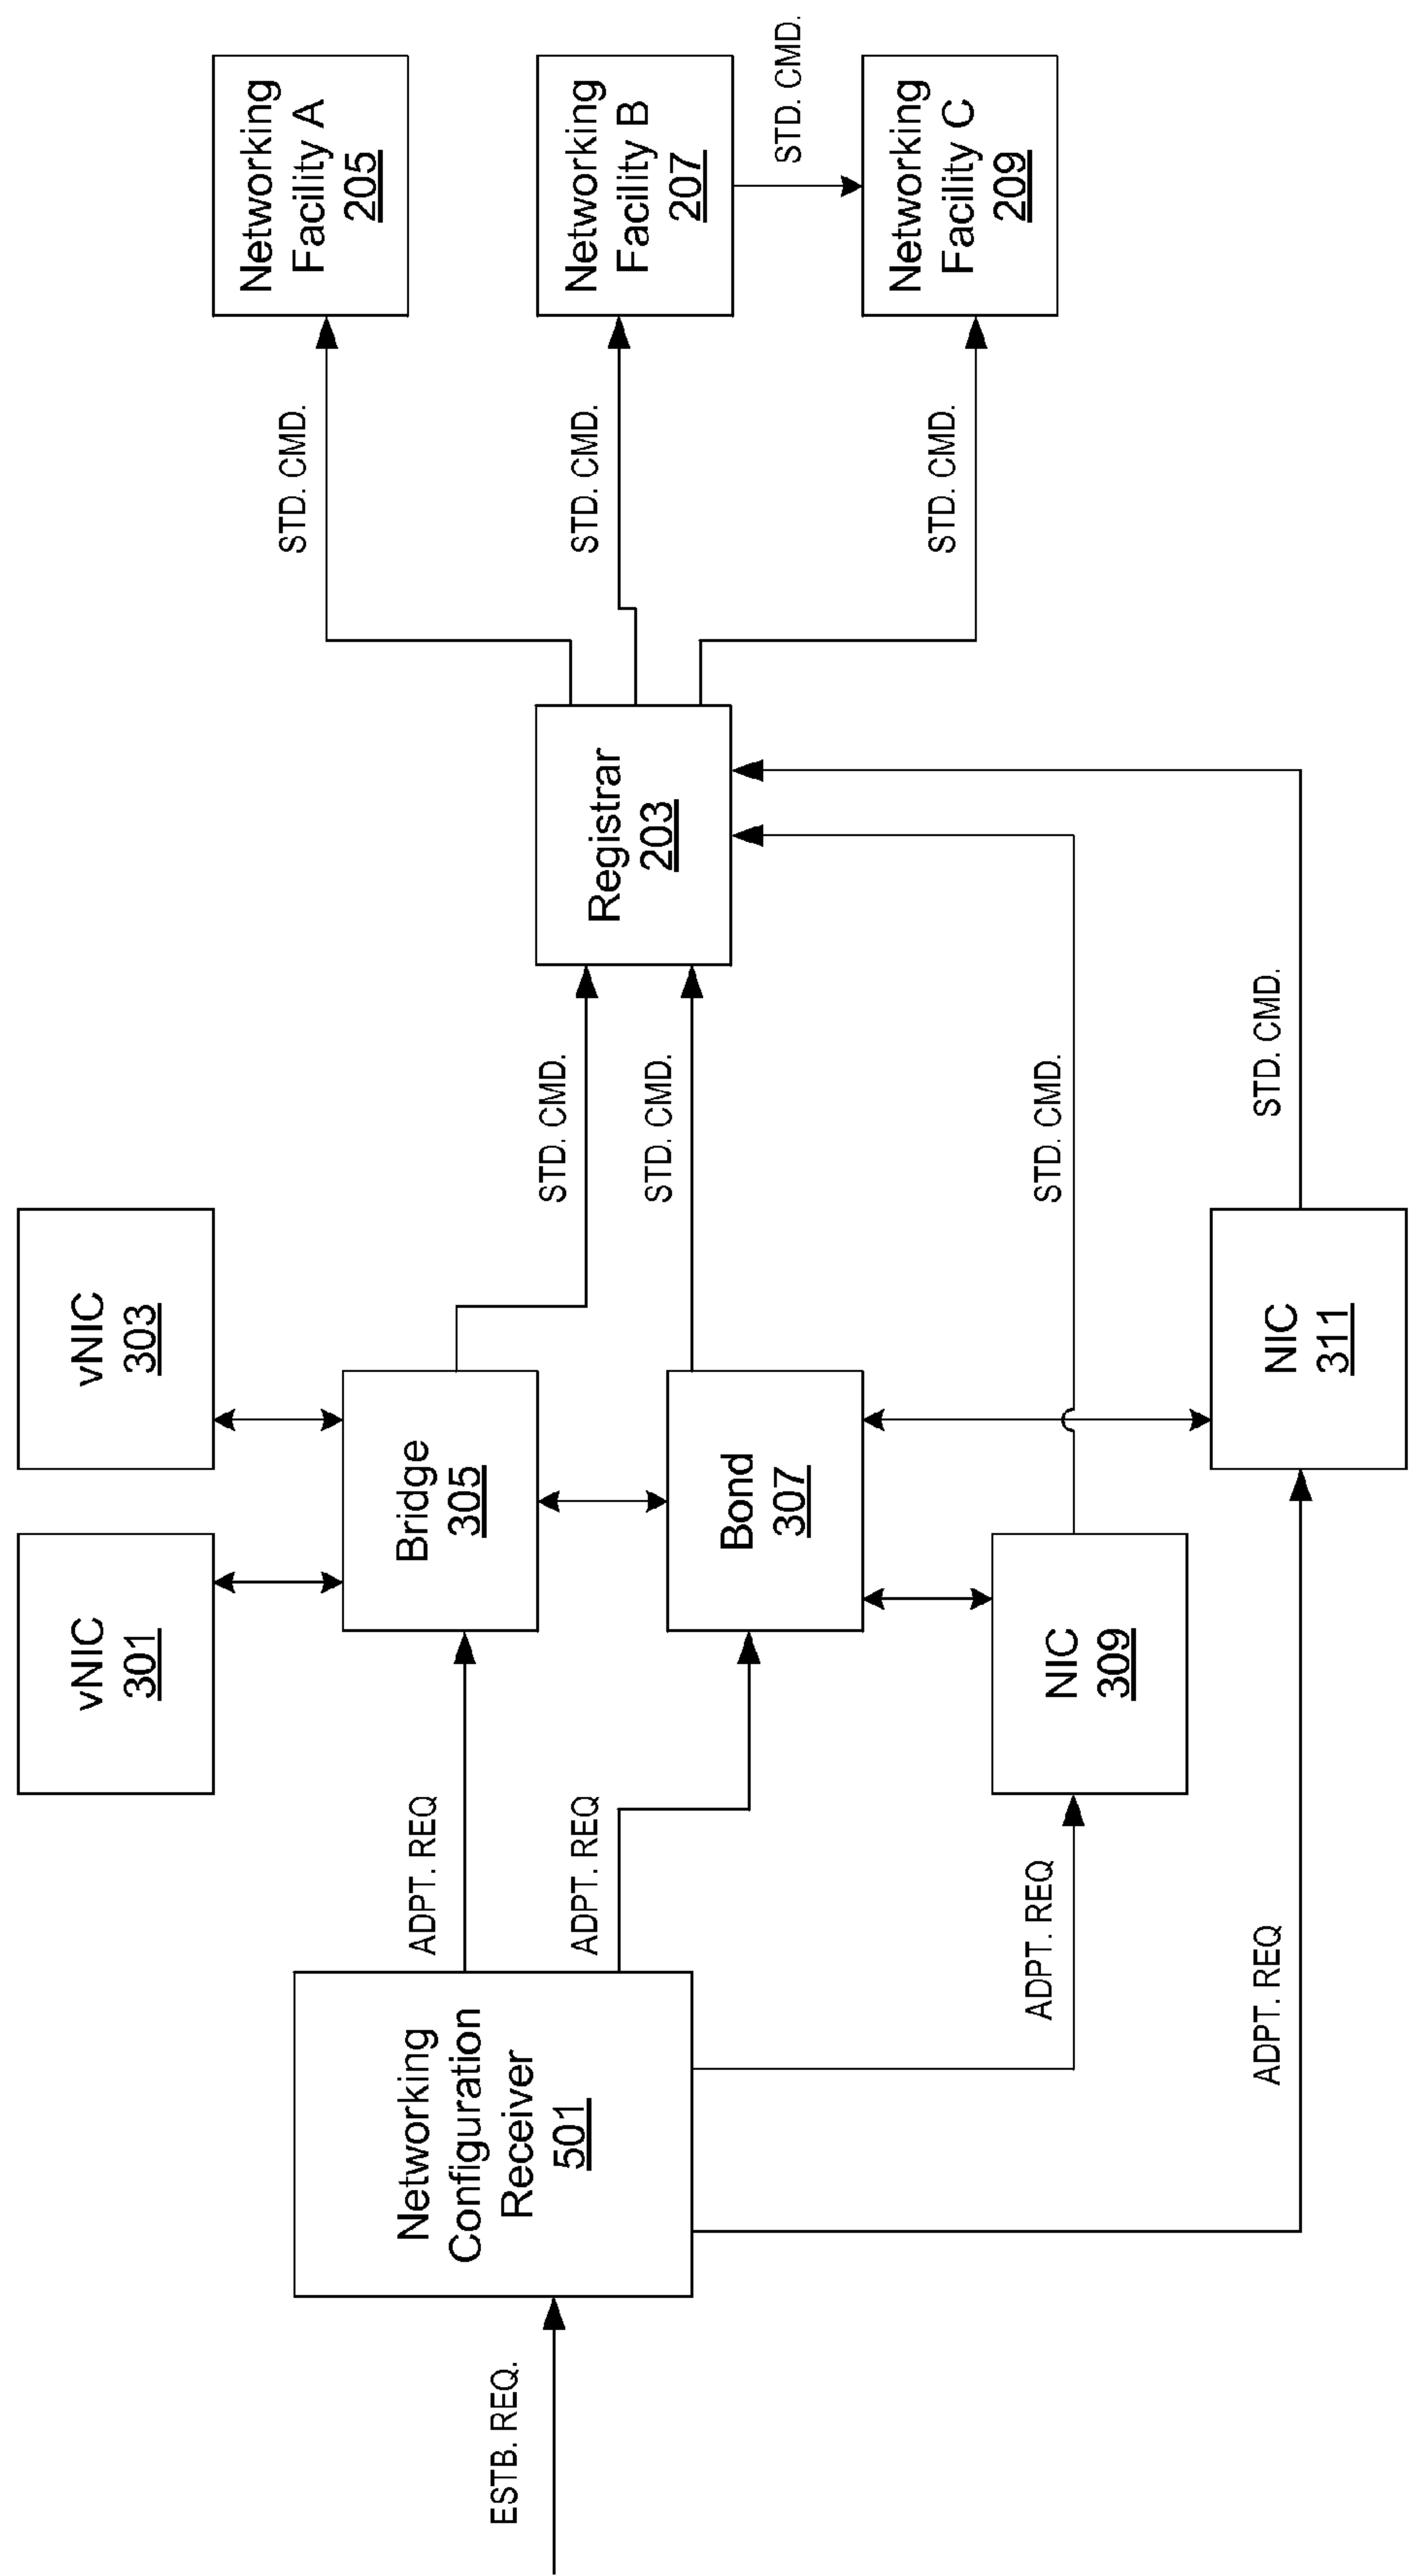 ESTB. REQ.
Networking
Configuration
Receiver
501
ADPT. REQ
ADPT. REQ
ADPT. REQ
ADPT. REQ
vNIC
301
vNIC
303
Bridge
305
Bond
307
NIC
309
NIC
311
STD. CMD.
STD. CMD.
STD. CMD.
STD. CMD.
Registrar
203
STD. CMD.
STD. CMD.
STD. CMD.
Networking
Facility A
205
Networking
Facility B
207
STD. CMD.
Networking
Facility C
209